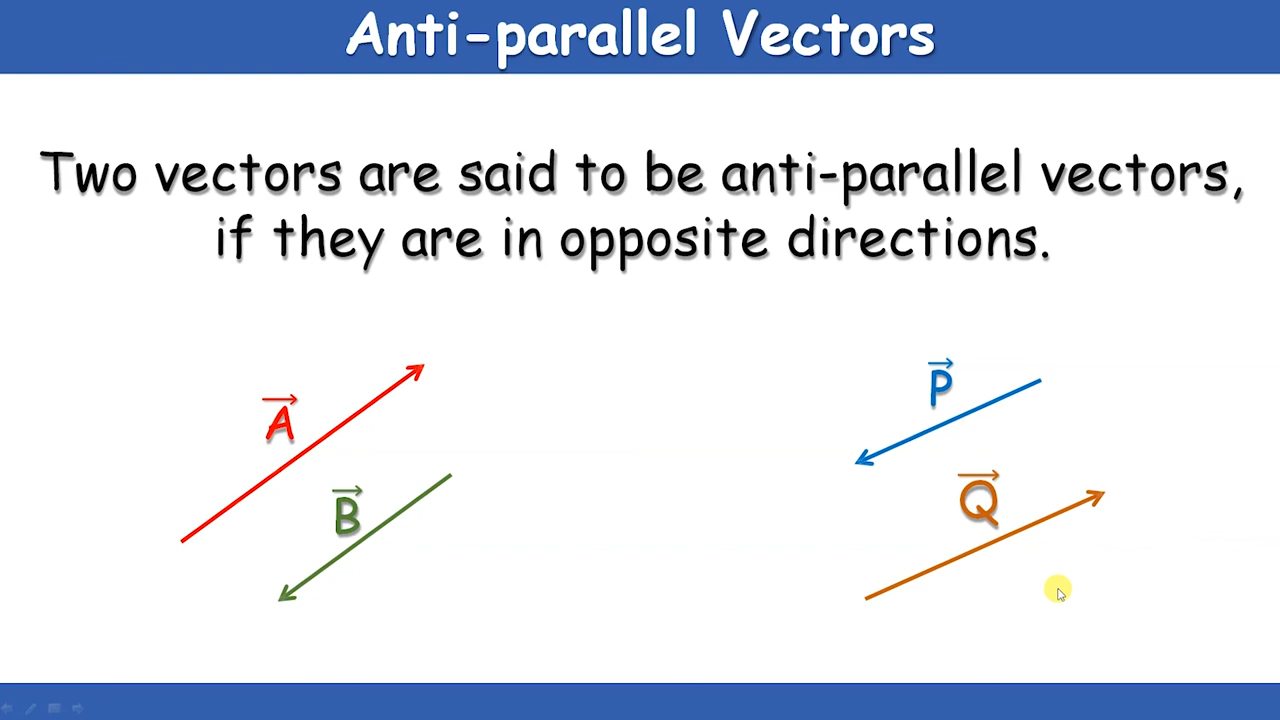 Anti-parallel Vectors
Two vectors are said to be anti-parallel vectors,
if they are in opposite directions.
A⃗
P⃗
B⃗
Q⃗